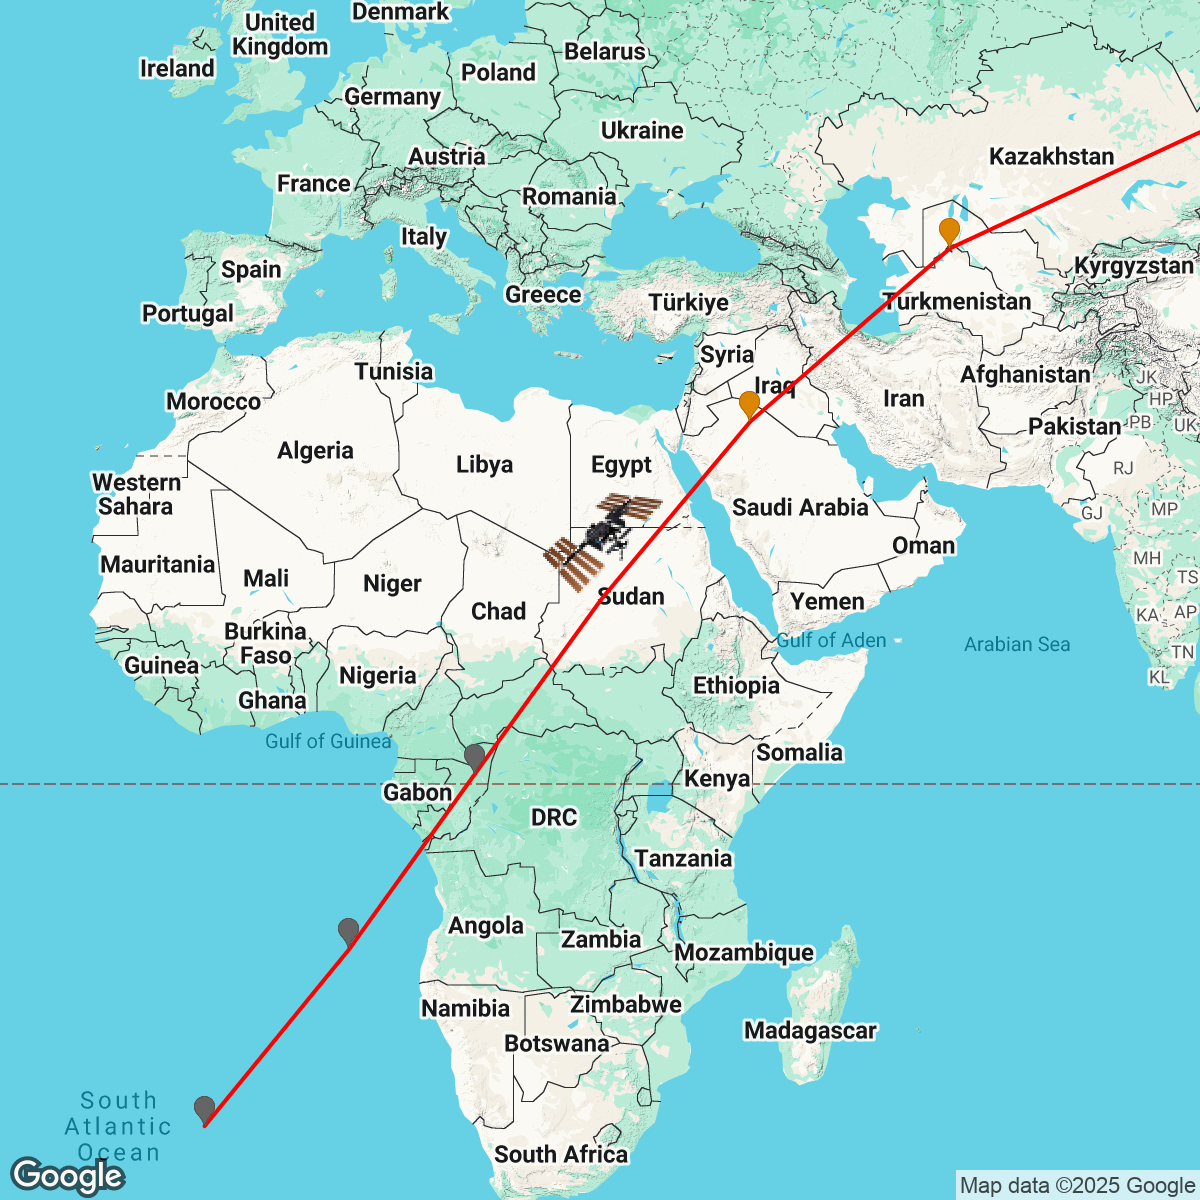 Denmark
United
Kingdom
Ireland
Belarus
Poland
Germany
Ukraine
Austria
Kazakhstan
France
Romania
Italy
Spain
Kyrgyzstan
Greece
Türkiye
Turkmenistan
Portugal
Syria
Tunisia
Iraq
Afghanistan
JK
HP
Morocco
Iran
Pakistan
PB
UK
Algeria
Libya
Egypt
RJ
Western
Sahara
Saudi Arabia
GJ
MP
Oman
Mauritania
Mali
Niger
MH
TS
Chad
Sudan
Yemen
KA
AP
Burkina
Faso
Gulf of Aden
Arabian Sea
TN
Guinea
Nigeria
KL
Ethiopia
Ghana
Gulf of Guinea
Somalia
Kenya
Gabon
DRC
Tanzania
Angola
Zambia
Mozambique
Namibia
Zimbabwe
Madagascar
Botswana
South
Atlantic
Ocean
South Africa
Google
Map data ©2025 Google